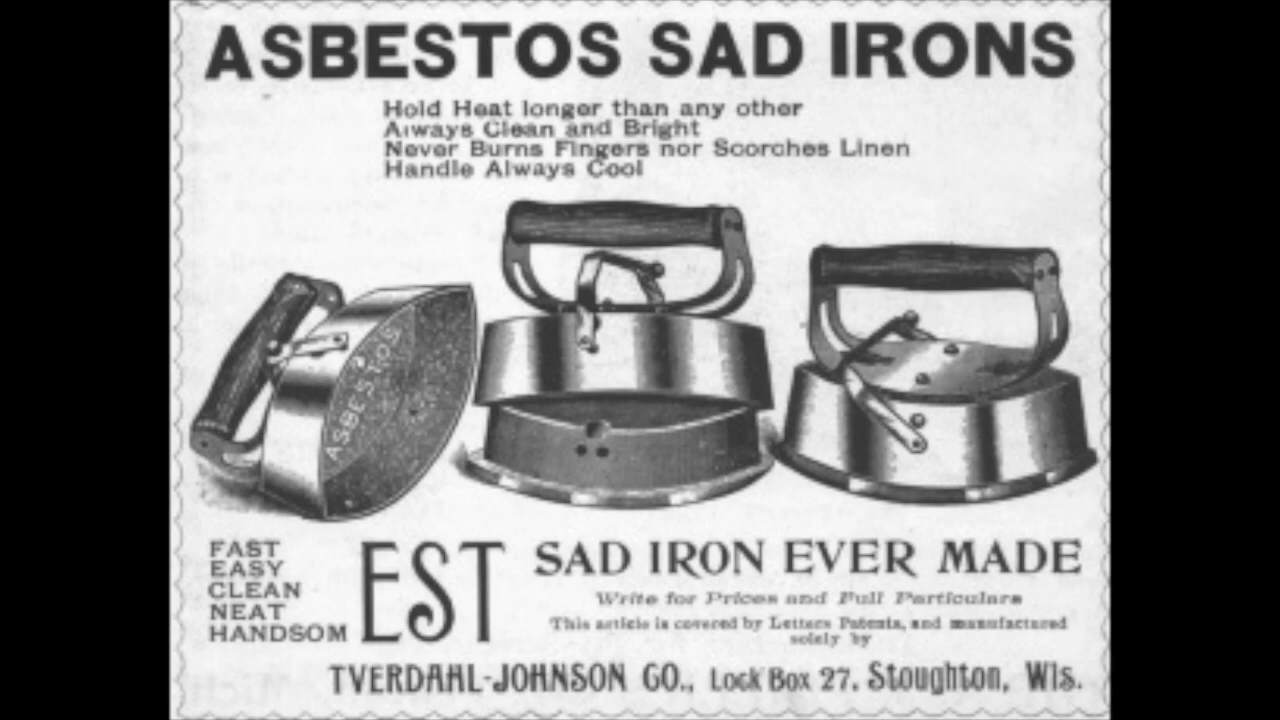 ASBESTOS SAD IRONS
Hold Heat longer than any other
Always Clean and Bright
Never Burns Fingers nor Scorches Linen
Handle Always Cool
ASBESTOS
FAST
EASY
CLEAN
NEAT
HANDSOM
EST
SAD IRON EVER MADE
Write for Prices and Full Particulars
This article is covered by Letters Patents, and manufactured
solely by
TVERDAHL-JOHNSON CO., Lock Box 27. Stoughton, Wis.